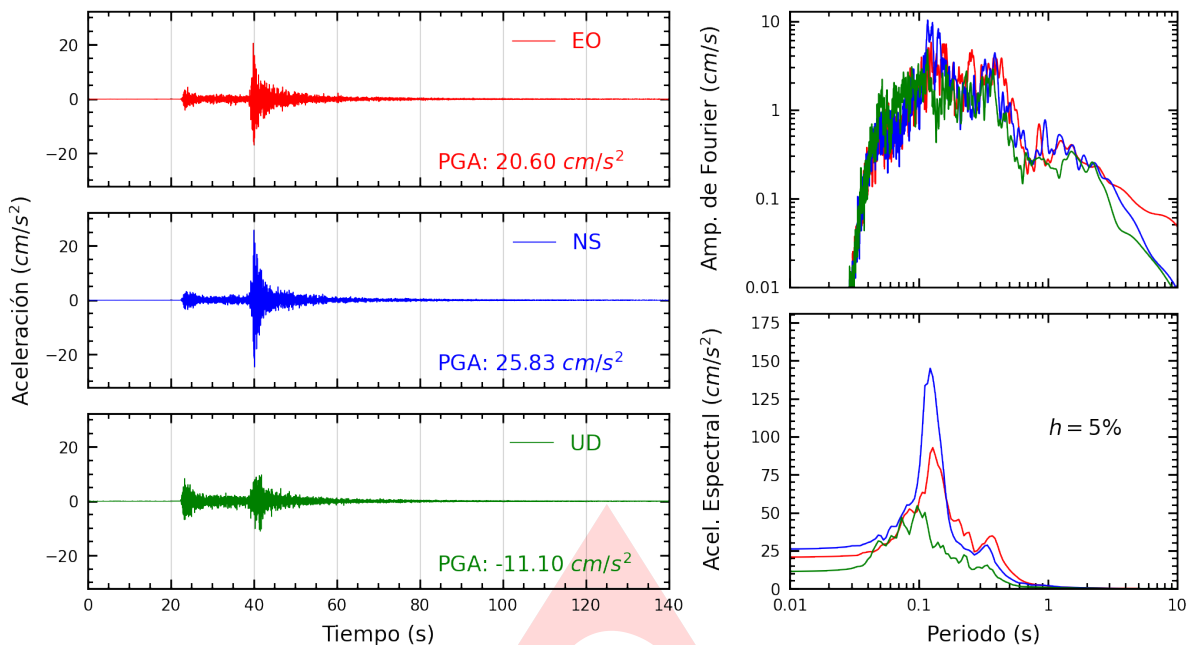 Aceleración (cm/s²)
20
0
−20
EO
PGA: 20.60 cm/s²
20
0
−20
NS
PGA: 25.83 cm/s²
20
0
−20
UD
PGA: -11.10 cm/s²
0 20 40 60 80 100 120 140
Tiempo (s)
Amp. de Fourier (cm/s)
10
1
0.1
0.01
Acel. Espectral (cm/s²)
175
150
125
100
75
50
25
0
h = 5%
0.01 0.1 1 10
Periodo (s)